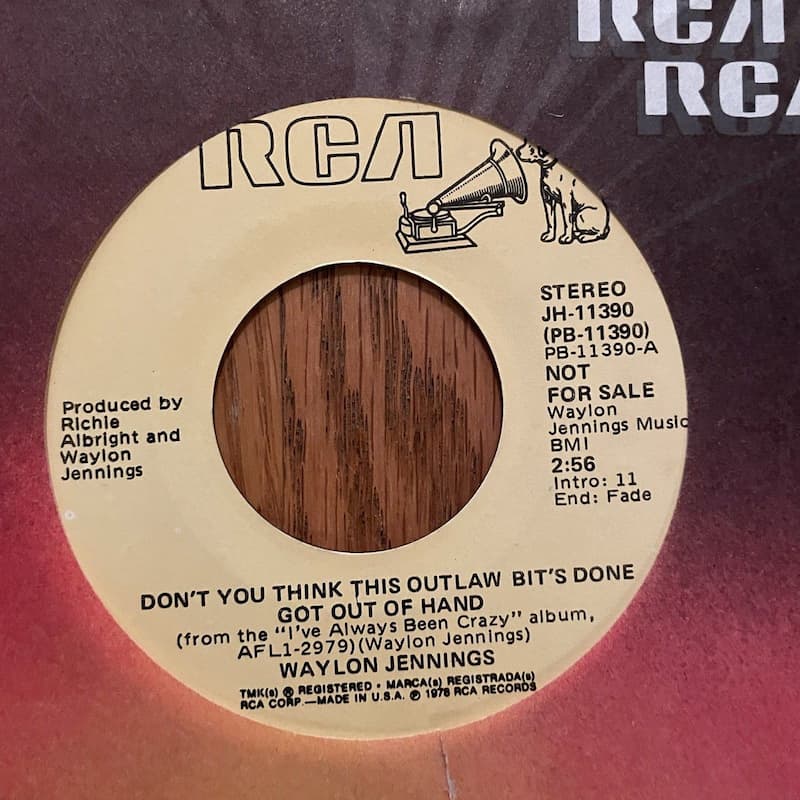 RCA
RCA
RCA
STEREO
JH-11390
(PB-11390)
PB-11390-A
NOT
FOR SALE
Waylon
Jennings Music
BMI
2:56
Intro: 11
End: Fade
Produced by
Richie
Albright and
Waylon
Jennings
DON'T YOU THINK THIS OUTLAW BIT'S DONE
GOT OUT OF HAND
(from the "I've Always Been Crazy" album,
AFL1-2979)(Waylon Jennings)
WAYLON JENNINGS
TMK(s) ® REGISTERED • MARCA(s) REGISTRADA(s)
RCA CORP.—MADE IN U.S.A. ℗ 1978 RCA RECORDS